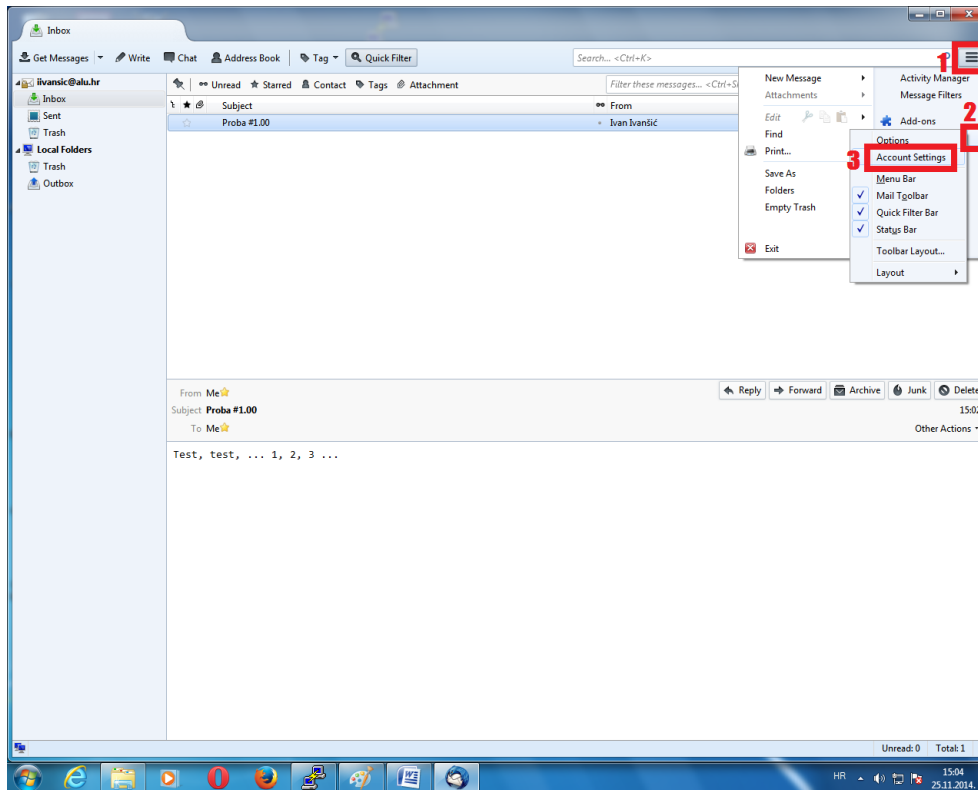 Inbox
Get Messages Write Chat Address Book Tag Quick Filter Search... <Ctrl+K>
1
iivansic@alu.hr
Inbox
Sent
Trash
Local Folders
Trash
Outbox
Unread Starred Contact Tags Attachment Filter these messages... <Ctrl+S
Subject From
Proba #1.00 Ivan Ivanšić
New Message
Attachments
Edit
Find
Print...
Save As
Folders
Empty Trash
Exit
Activity Manager
Message Filters
Add-ons
2
Options
3 Account Settings
Menu Bar
Mail Toolbar
Quick Filter Bar
Status Bar
Toolbar Layout...
Layout
From Me Reply Forward Archive Junk Delete
Subject Proba #1.00 15:02
To Me Other Actions
Test, test, ... 1, 2, 3 ...
Unread: 0 Total: 1
HR 15:04
25.11.2014.